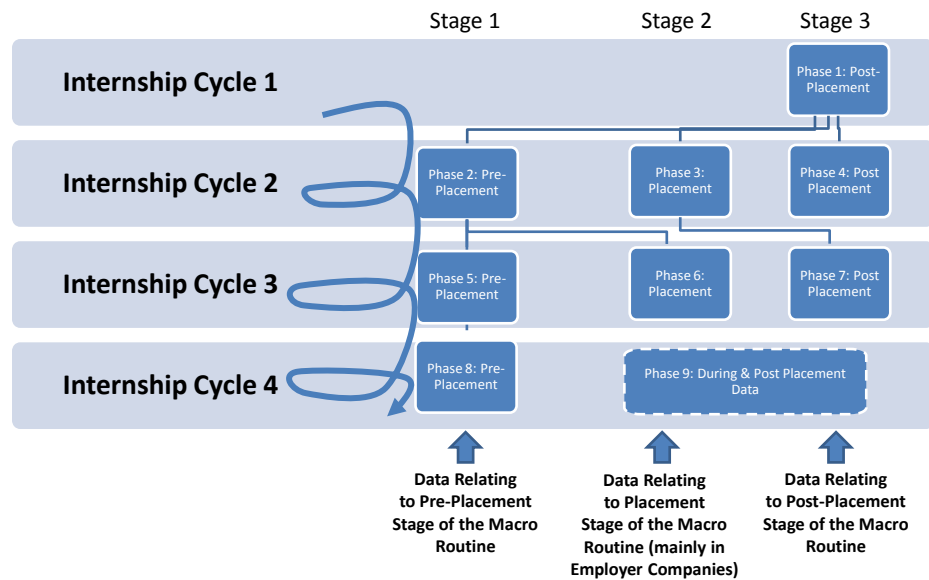 Stage 1
Stage 2
Stage 3
Internship Cycle 1
Phase 1: Post-
Placement
Internship Cycle 2
Phase 2: Pre-
Placement
Phase 3:
Placement
Phase 4: Post
Placement
Internship Cycle 3
Phase 5: Pre-
Placement
Phase 6:
Placement
Phase 7: Post
Placement
Internship Cycle 4
Phase 8: Pre-
Placement
Phase 9: During & Post Placement
Data
Data Relating
to Pre-Placement
Stage of the Macro
Routine
Data Relating
to Placement
Stage of the Macro
Routine (mainly in
Employer Companies)
Data Relating
to Post-Placement
Stage of the Macro
Routine